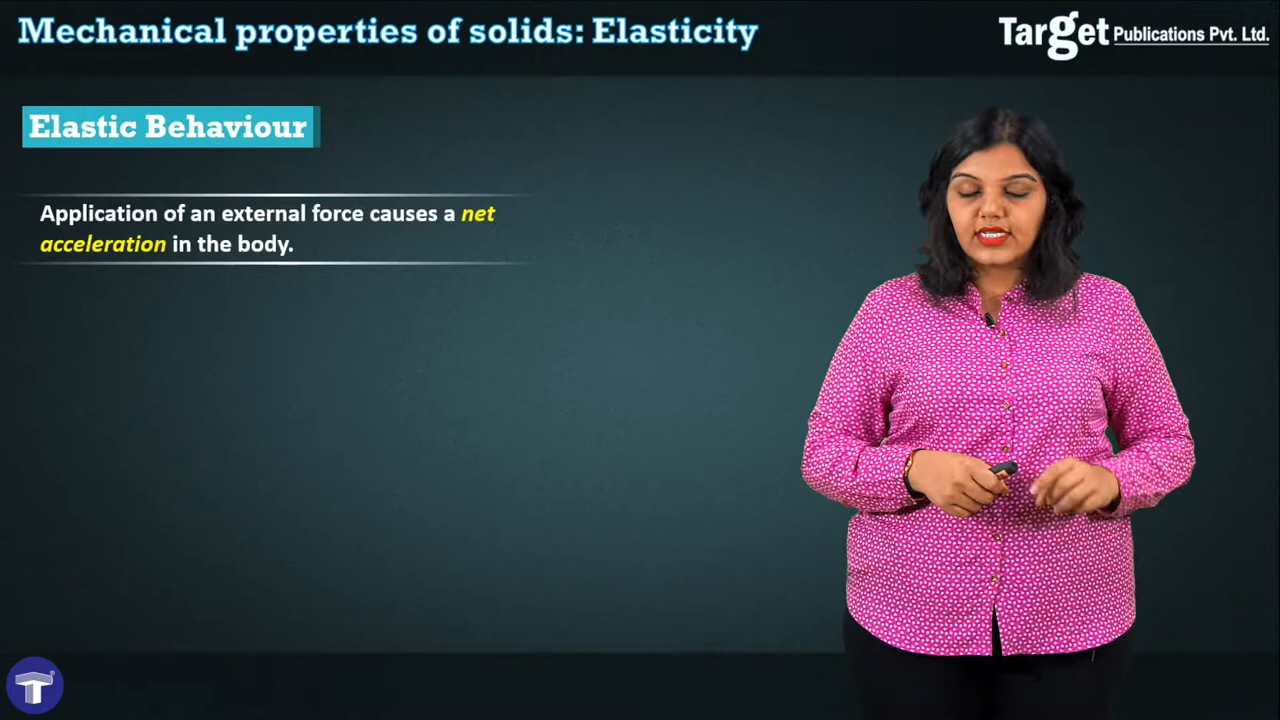 Mechanical properties of solids: Elasticity
Target Publications Pvt. Ltd.
Elastic Behaviour
Application of an external force causes a net
acceleration in the body.
T